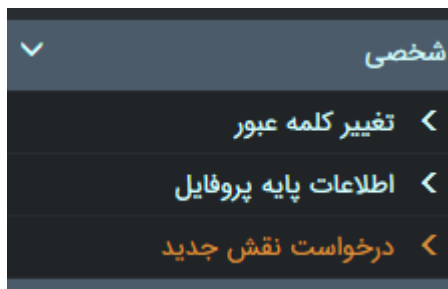 شخصی
تغییر کلمه عبور
اطلاعات پایه پروفایل
درخواست نقش جدید